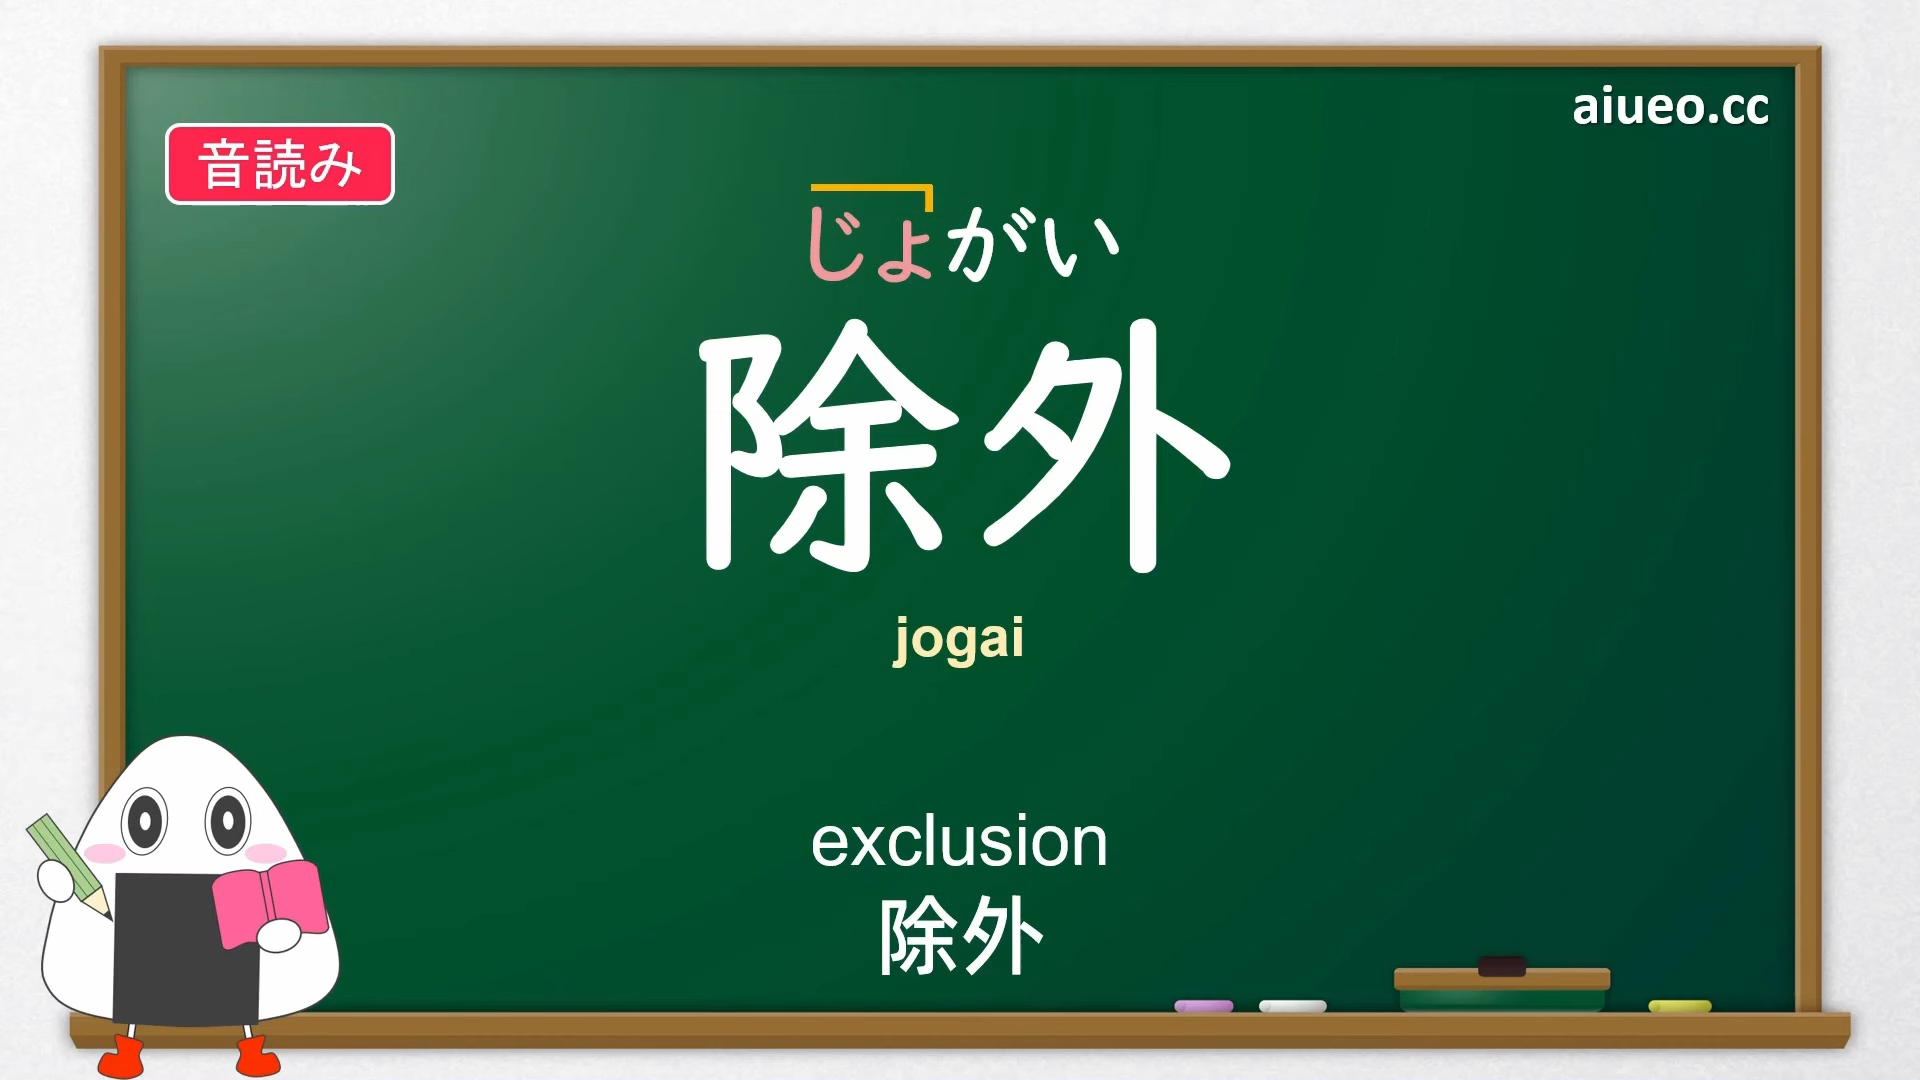 aiueo.cc
音読み
じょがい
除外
jogai
exclusion
除外